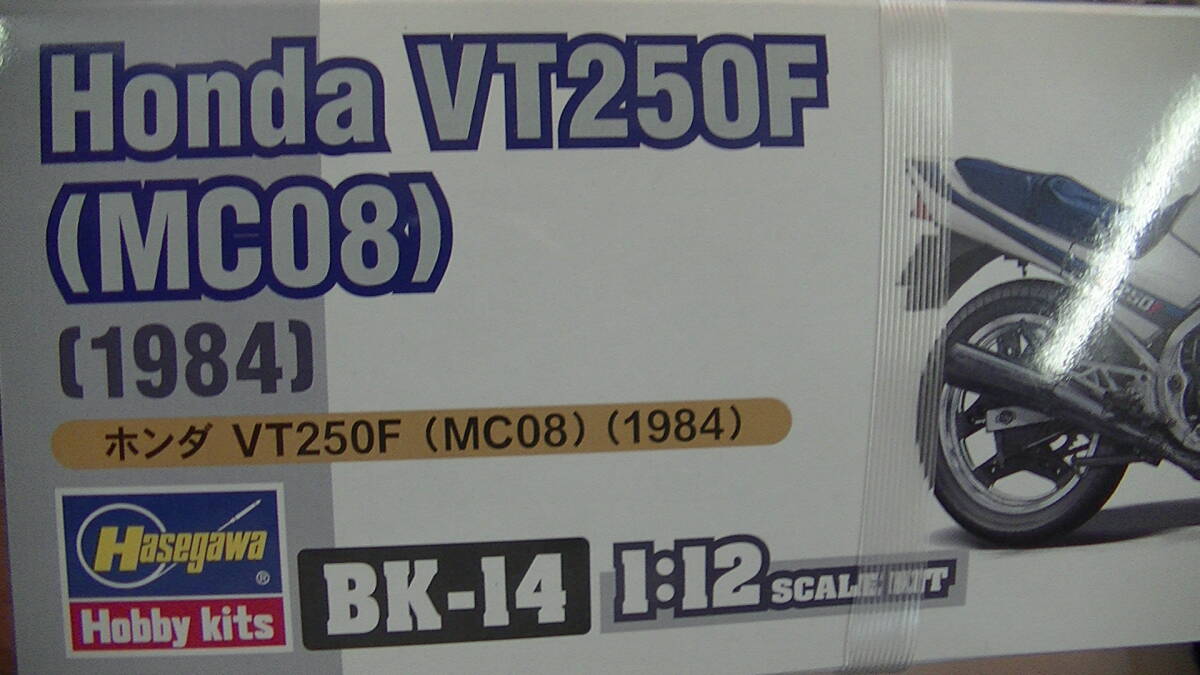 Honda VT250F
(MC08)
(1984)
ホンダ VT250F (MC08) (1984)
Hasegawa®
Hobby kits
BK-14
1:12 SCALE KIT